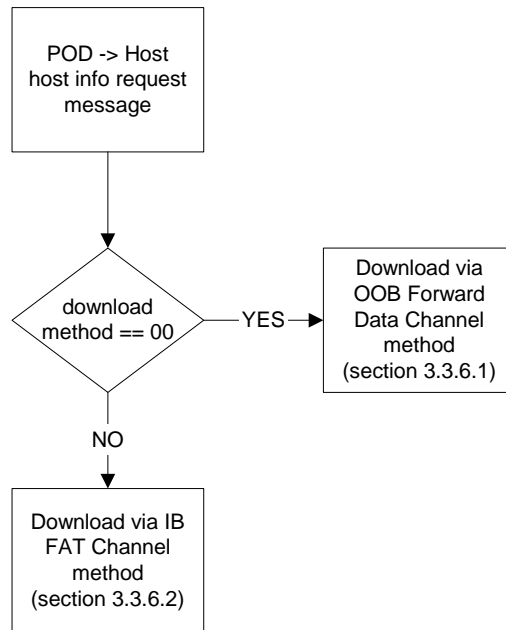 POD -> Host
host info request
message
download
method == 00
YES
Download via
OOB Forward
Data Channel
method
(section 3.3.6.1)
NO
Download via IB
FAT Channel
method
(section 3.3.6.2)